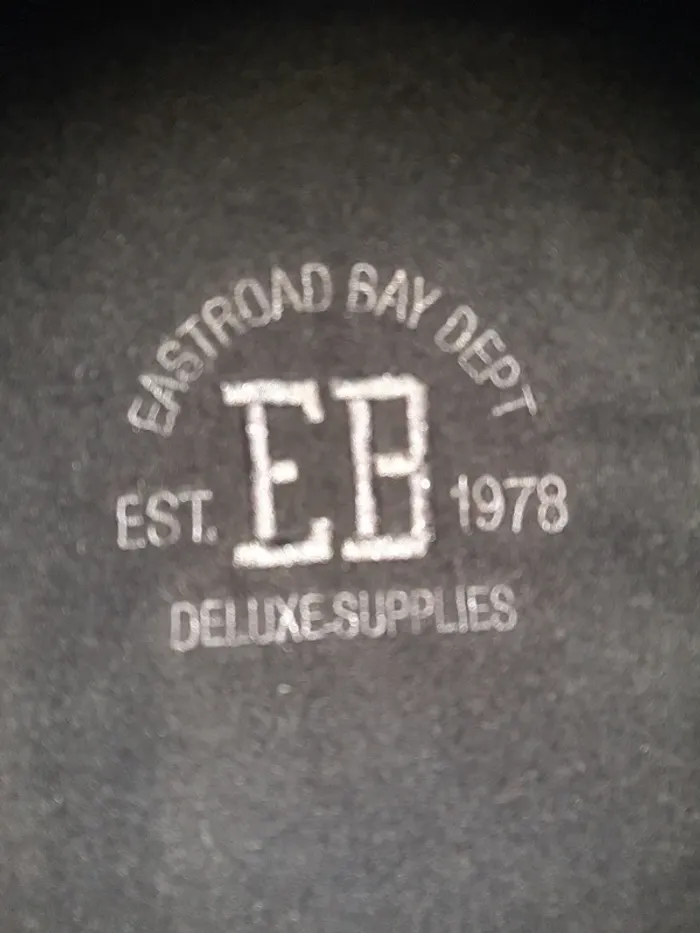 EASTROAD BAY DEPT
EB
EST. 1978
DELUXE SUPPLIES